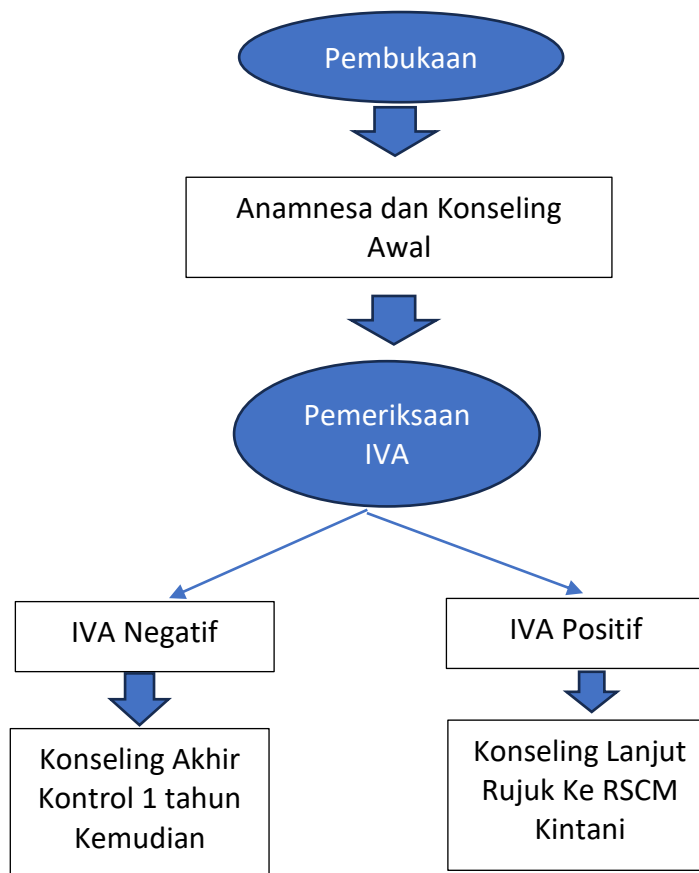 Pembukaan
Anamnesa dan Konseling
Awal
Pemeriksaan
IVA
IVA Negatif
IVA Positif
Konseling Akhir
Kontrol 1 tahun
Kemudian
Konseling Lanjut
Rujuk Ke RSCM
Kintani